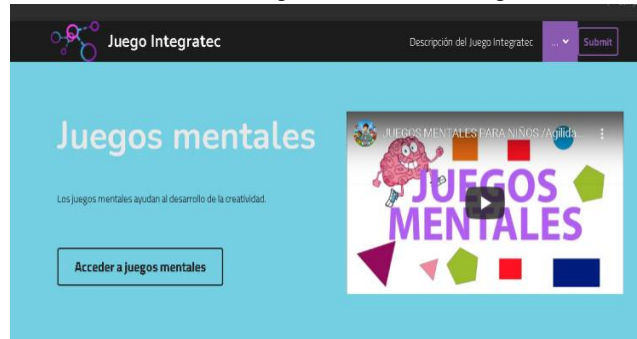 Juego Integratec
Descripción del Juego Integratec
... 
Submit
Juegos mentales
Los juegos mentales ayudan al desarrollo de la creatividad.
Acceder a juegos mentales
JUEGOS MENTALES PARA NIÑOS /Agilida...
JUEGOS
MENTALES